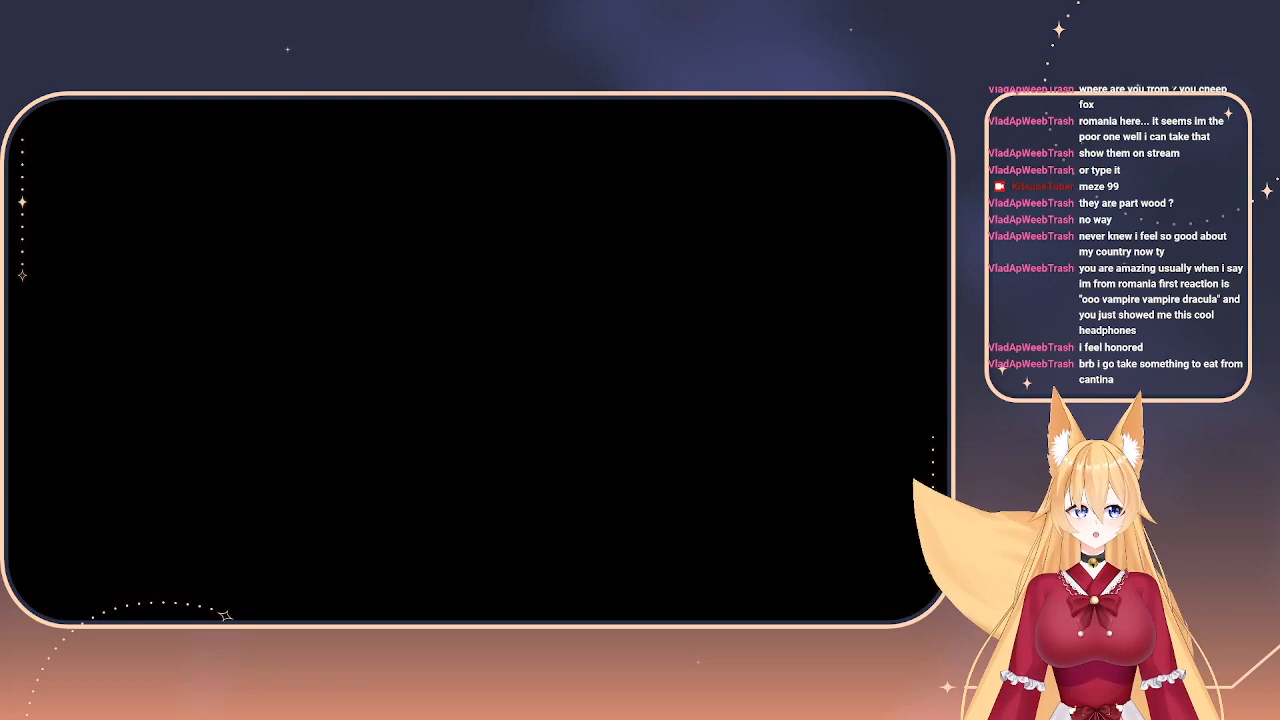 VladApWeebTrash where are you from ? you cheep
fox
VladApWeebTrash romania here... it seems im the
poor one well i can take that
VladApWeebTrash show them on stream
VladApWeebTrash or type it
KitsuneTuber meze 99
VladApWeebTrash they are part wood ?
VladApWeebTrash no way
VladApWeebTrash never knew i feel so good about
my country now ty
VladApWeebTrash you are amazing usually when i say
im from romania first reaction is
"ooo vampire vampire dracula" and
you just showed me this cool
headphones
VladApWeebTrash i feel honored
VladApWeebTrash brb i go take something to eat from
cantina